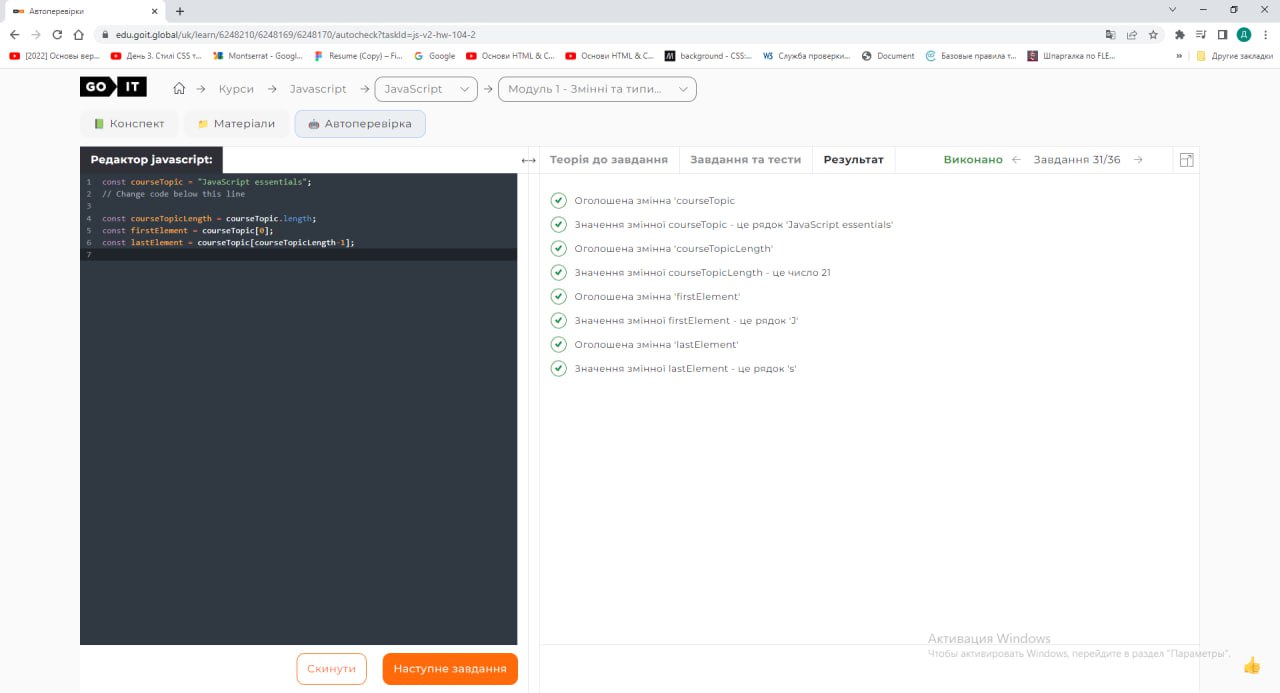 Автоперевірки
edu.goit.global/uk/learn/6248210/6248169/6248170/autocheck?taskId=js-v2-hw-104-2
Д
[2022] Основы вер...
День 3. Стилі CSS т...
Montserrat - Googl...
Resume (Copy) – Fi...
Google
Основи HTML & C...
Основи HTML & C...
background - CSS:...
Служба проверки...
Document
Базовые правила т...
Шпаргалка по FLE...
»
Другие закладки
GO IT
Курси
Javascript
JavaScript
Модуль 1 - Змінні та типи...
Конспект
Матеріали
Автоперевірка
Редактор javascript:
Теорія до завдання
Завдання та тести
Результат
Виконано
Завдання 31/36
1 const courseTopic = "JavaScript essentials";
2 // Change code below this line
3
4 const courseTopicLength = courseTopic.length;
5 const firstElement = courseTopic[0];
6 const lastElement = courseTopic[courseTopicLength-1];
7
Оголошена змінна 'courseTopic
Значення змінної courseTopic - це рядок 'JavaScript essentials'
Оголошена змінна 'courseTopicLength'
Значення змінної courseTopicLength - це число 21
Оголошена змінна 'firstElement'
Значення змінної firstElement - це рядок 'J'
Оголошена змінна 'lastElement'
Значення змінної lastElement - це рядок 's'
Скинути
Наступне завдання
Активация Windows
Чтобы активировать Windows, перейдите в раздел "Параметры".